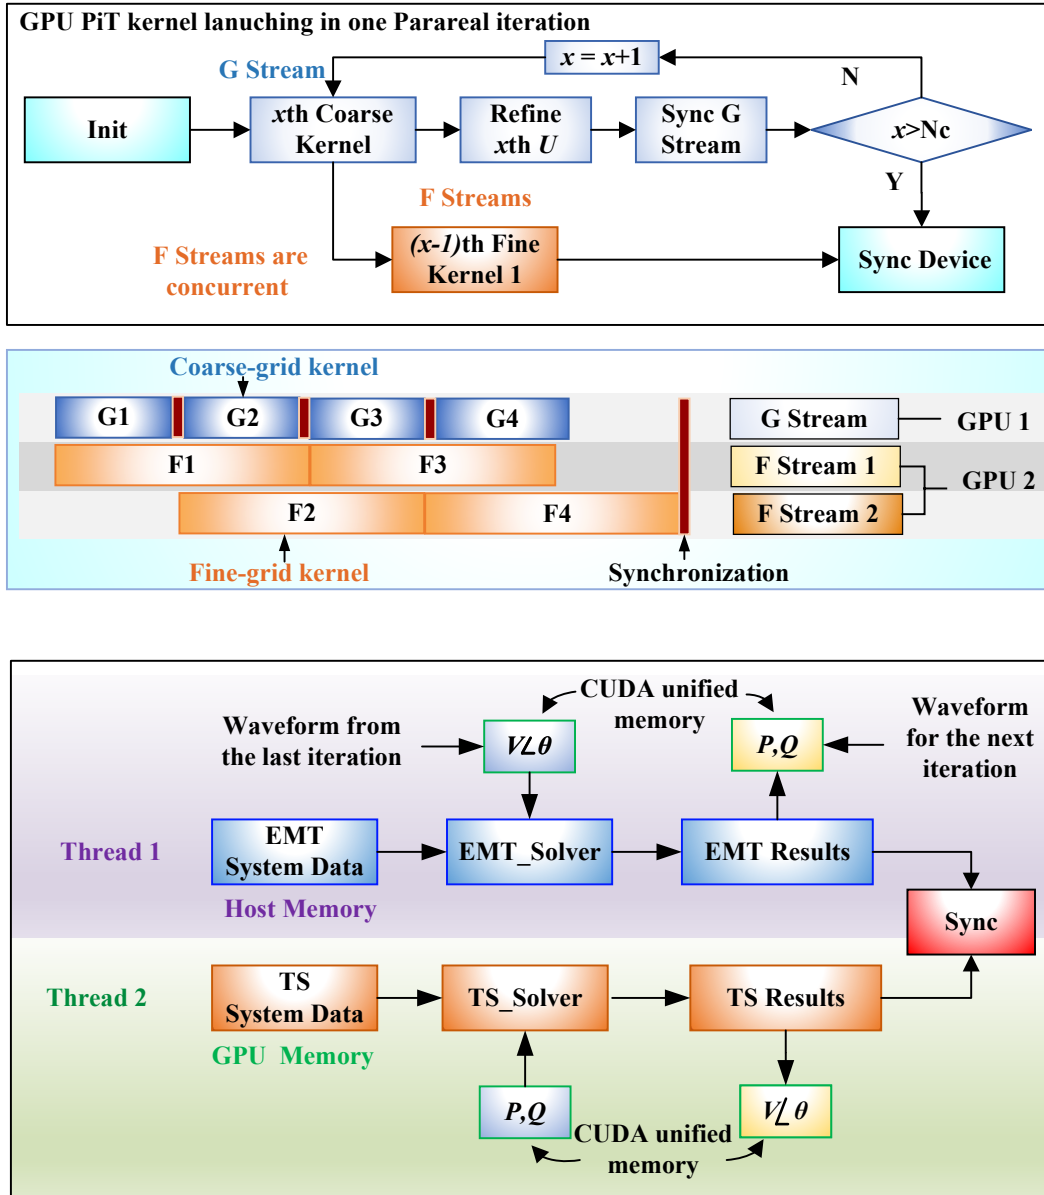 GPU PiT kernel lanuching in one Parareal iteration
x = x+1
G Stream
N
Init
xth Coarse
Kernel
Refine
xth U
Sync G
Stream
x>Nc
Y
F Streams
F Streams are
concurrent
(x-1)th Fine
Kernel 1
Sync Device
Coarse-grid kernel
G1
G2
G3
G4
G Stream
GPU 1
F1
F3
F Stream 1
GPU 2
F2
F4
F Stream 2
Fine-grid kernel
Synchronization
CUDA unified
memory
Waveform from
the last iteration
V∠θ
P,Q
Waveform
for the next
iteration
Thread 1
EMT
System Data
EMT_Solver
EMT Results
Host Memory
Sync
Thread 2
TS
System Data
TS_Solver
TS Results
GPU Memory
P,Q
V∠θ
CUDA unified
memory